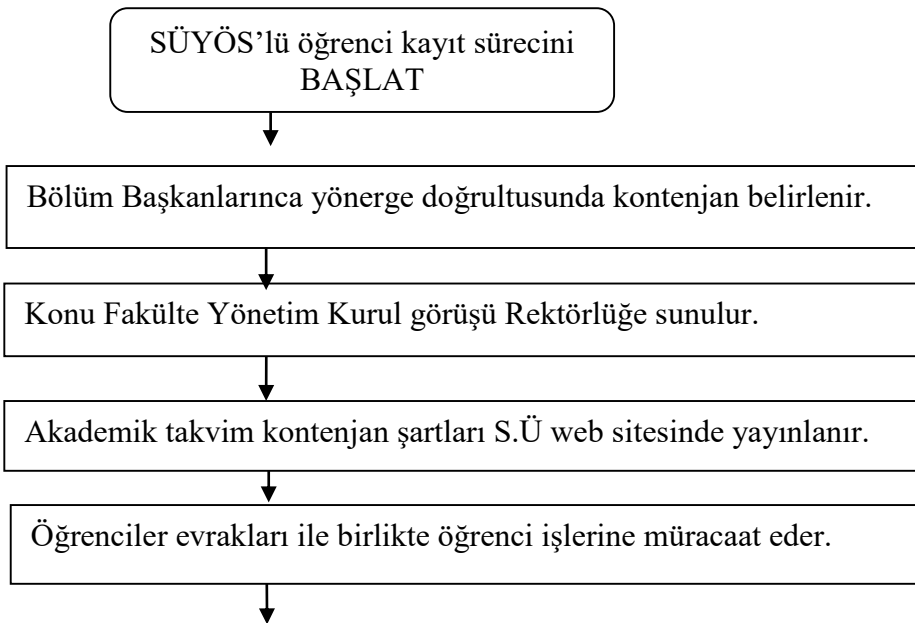 SÜYÖS’lü öğrenci kayıt sürecini
BAŞLAT
Bölüm Başkanlarınca yönerge doğrultusunda kontenjan belirlenir.
Konu Fakülte Yönetim Kurul görüşü Rektörlüğe sunulur.
Akademik takvim kontenjan şartları S.Ü web sitesinde yayınlanır.
Öğrenciler evrakları ile birlikte öğrenci işlerine müracaat eder.